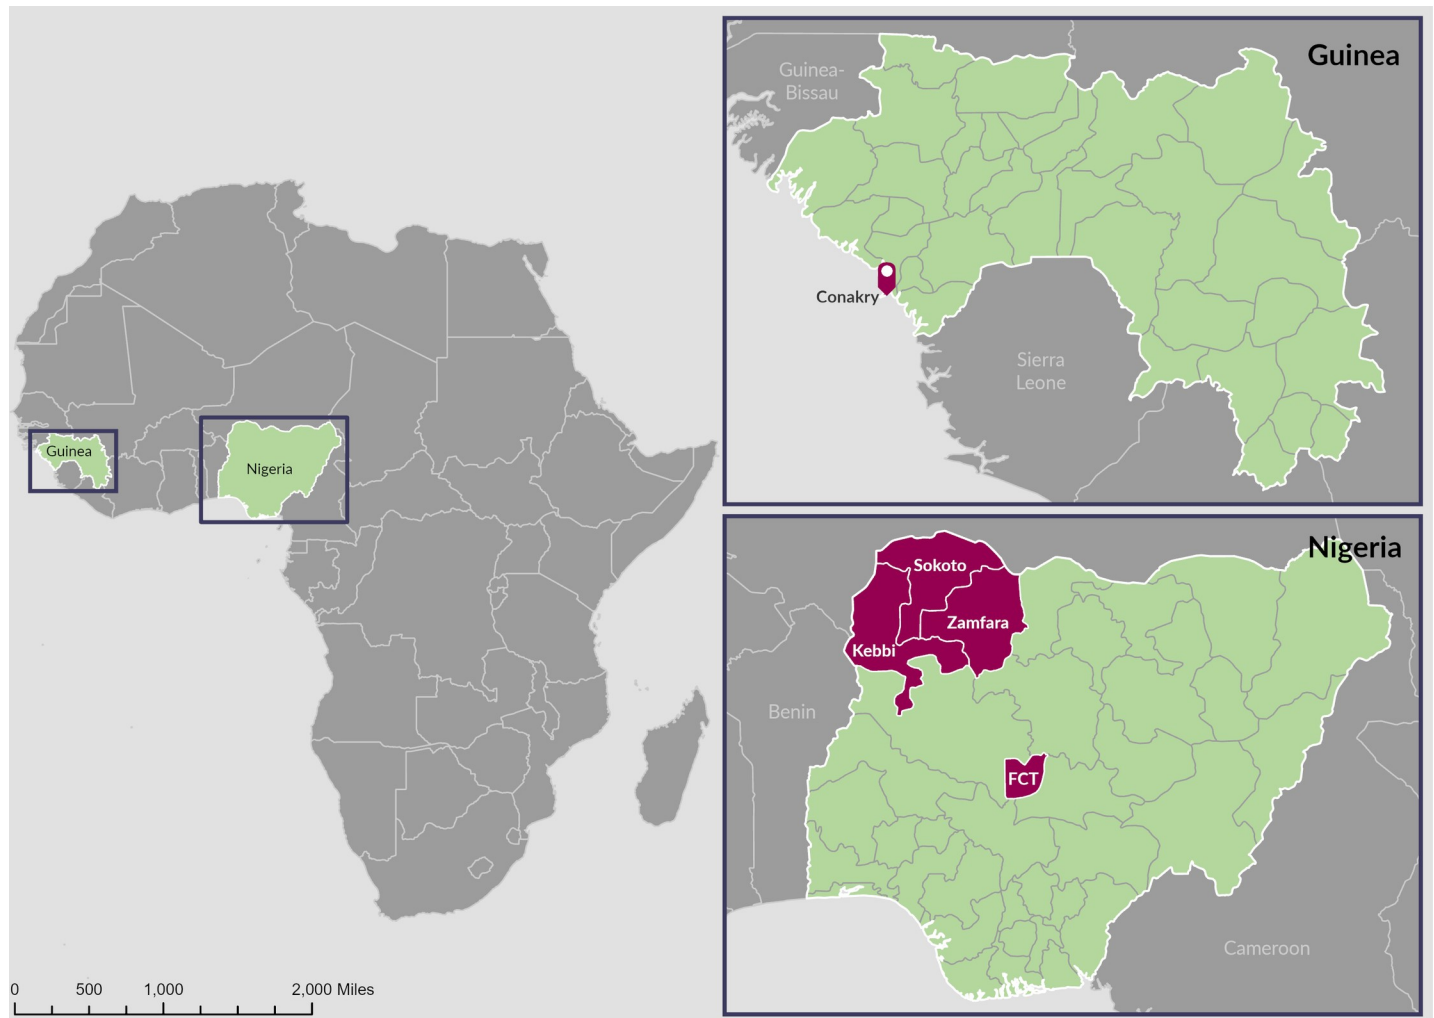 Guinea
Nigeria
0 500 1,000 2,000 Miles
Guinea
Guinea-
Bissau
Conakry
Sierra
Leone
Nigeria
Sokoto
Zamfara
Kebbi
Benin
FCT
Cameroon